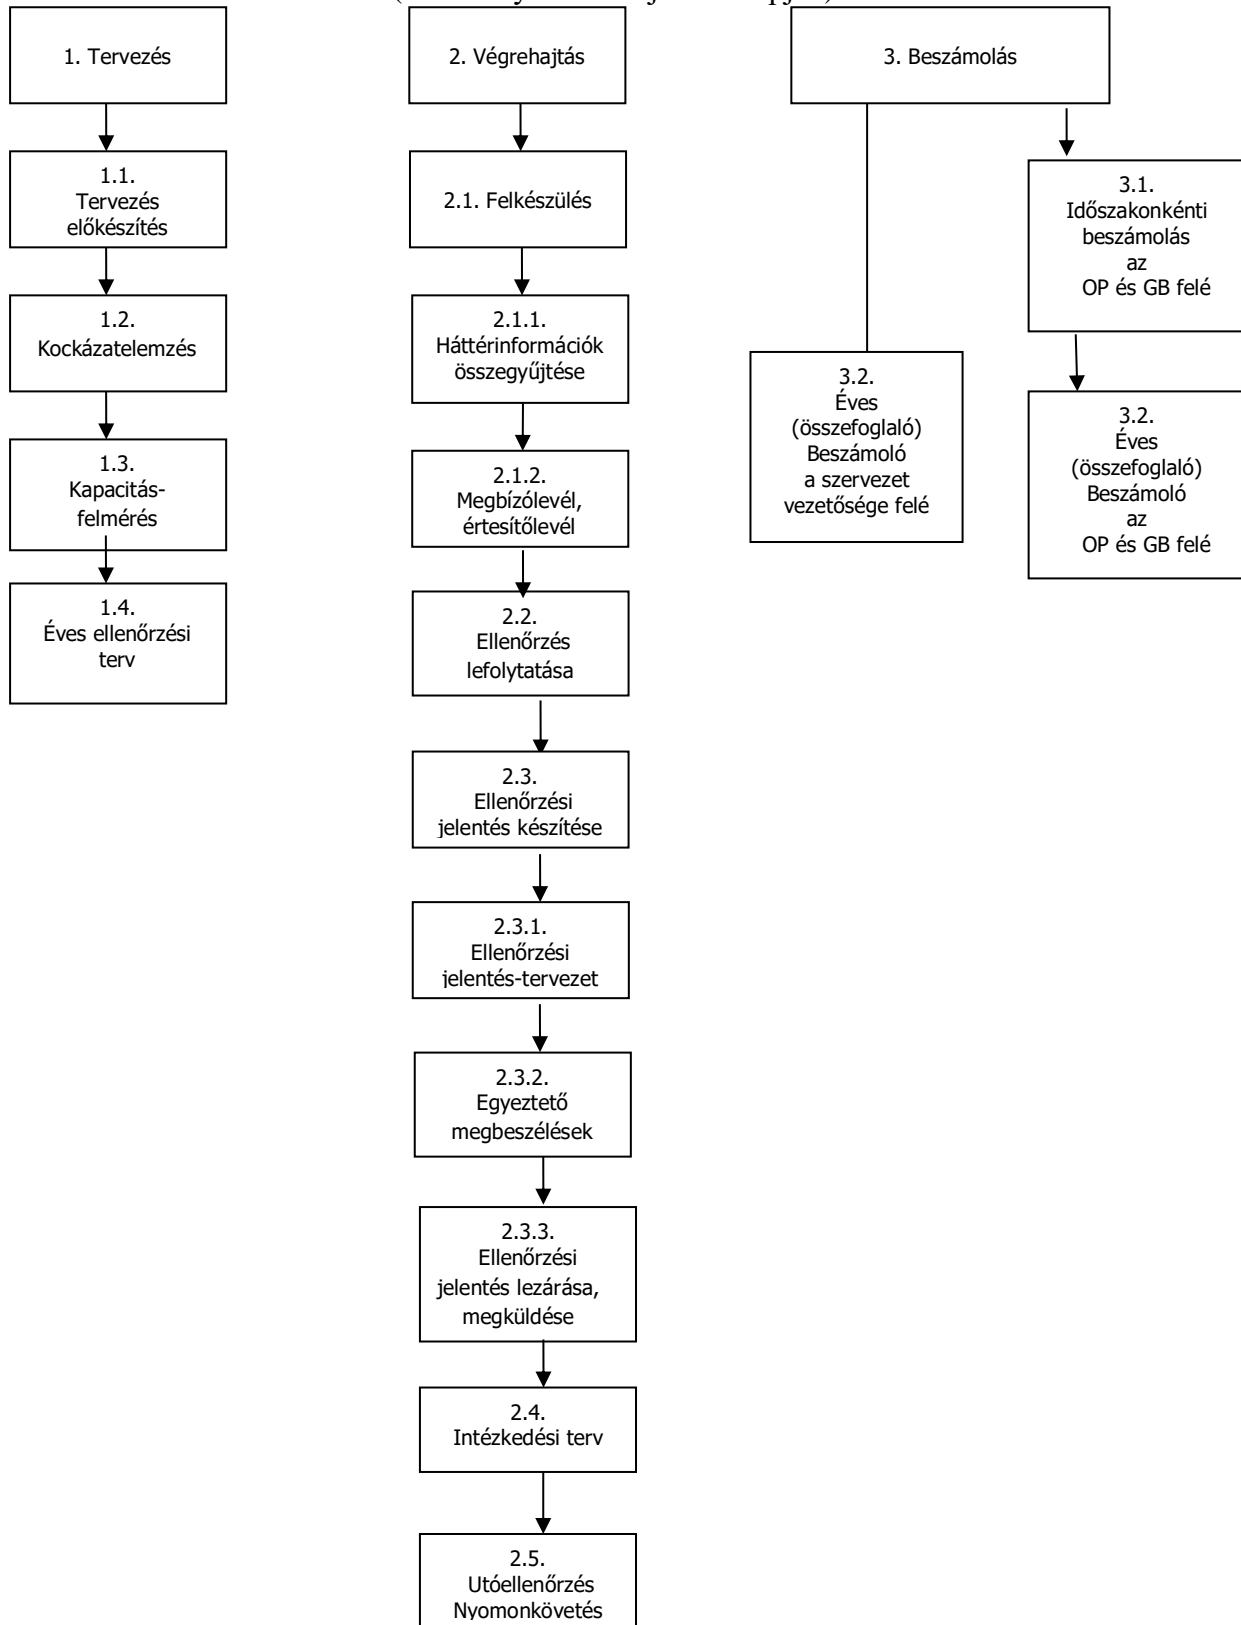 1. Tervezés
1.1.
Tervezés
előkészítés
1.2.
Kockázatelemzés
1.3.
Kapacitás-
felmérés
1.4.
Éves ellenőrzési
terv
2. Végrehajtás
2.1. Felkészülés
2.1.1.
Háttérinformációk
összegyűjtése
2.1.2.
Megbízólevél,
értesítőlevél
2.2.
Ellenőrzés
lefolytatása
2.3.
Ellenőrzési
jelentés készítése
2.3.1.
Ellenőrzési
jelentés-tervezet
2.3.2.
Egyeztető
megbeszélések
2.3.3.
Ellenőrzési
jelentés lezárása,
megküldése
2.4.
Intézkedési terv
2.5.
Utóellenőrzés
Nyomonkövetés
3. Beszámolás
3.2.
Éves
(összefoglaló)
Beszámoló
a szervezet
vezetősége felé
3.1.
Időszakonkénti
beszámolás
az
OP és GB felé
3.2.
Éves
(összefoglaló)
Beszámoló
az
OP és GB felé